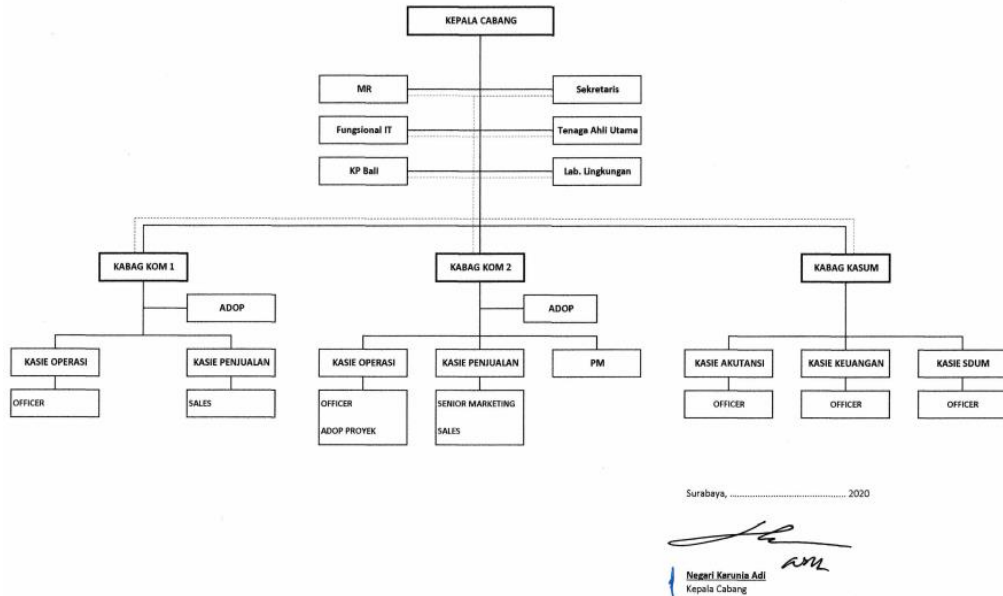 KEPALA CABANG
MR
Sekretaris
Fungsional IT
Tenaga Ahli Utama
KP Bali
Lab. Lingkungan
KABAG KOM 1
KABAG KOM 2
KABAG KASUM
ADOP
ADOP
KASIE OPERASI
KASIE PENJUALAN
KASIE OPERASI
KASIE PENJUALAN
PM
KASIE AKUTANSI
KASIE KEUANGAN
KASIE SDUM
OFFICER
SALES
OFFICER
ADOP PROYEK
SENIOR MARKETING
SALES
OFFICER
OFFICER
OFFICER
Surabaya, ............................................ 2020
Negari Karunia Adi
Kepala Cabang